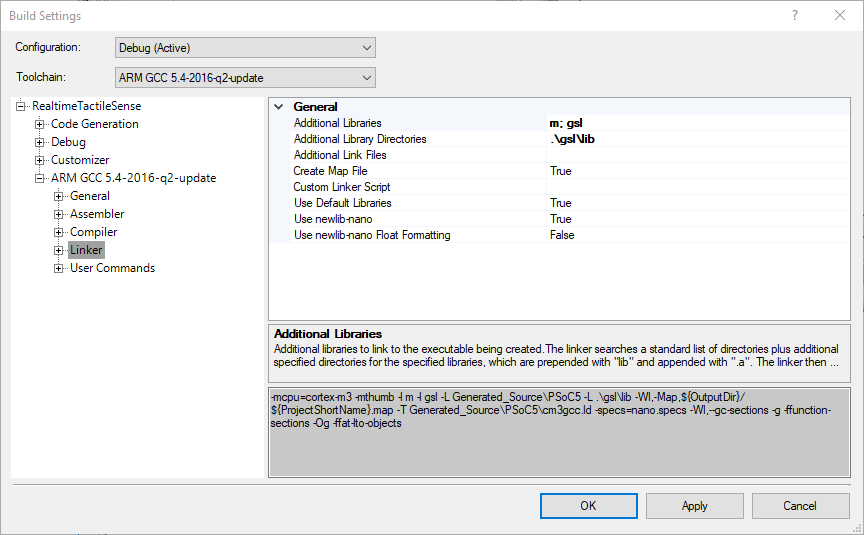 Build Settings
?
Configuration: Debug (Active)
Toolchain: ARM GCC 5.4-2016-q2-update
RealtimeTactileSense
Code Generation
Debug
Customizer
ARM GCC 5.4-2016-q2-update
General
Assembler
Compiler
Linker
User Commands
General
Additional Libraries m; gsl
Additional Library Directories .\gsl\lib
Additional Link Files
Create Map File True
Custom Linker Script
Use Default Libraries True
Use newlib-nano True
Use newlib-nano Float Formatting False
Additional Libraries
Additional libraries to link to the executable being created.The linker searches a standard list of directories plus additional
specified directories for the specified libraries, which are prepended with "lib" and appended with ".a". The linker then ...
-mcpu=cortex-m3 -mthumb -l m -l gsl -L Generated_Source\PSoC5 -L .\gsl\lib -Wl,-Map,${OutputDir}/
${ProjectShortName}.map -T Generated_Source\PSoC5\cm3gcc.ld -specs=nano.specs -Wl,--gc-sections -g -ffunction-
sections -Og -ffat-lto-objects
OK Apply Cancel